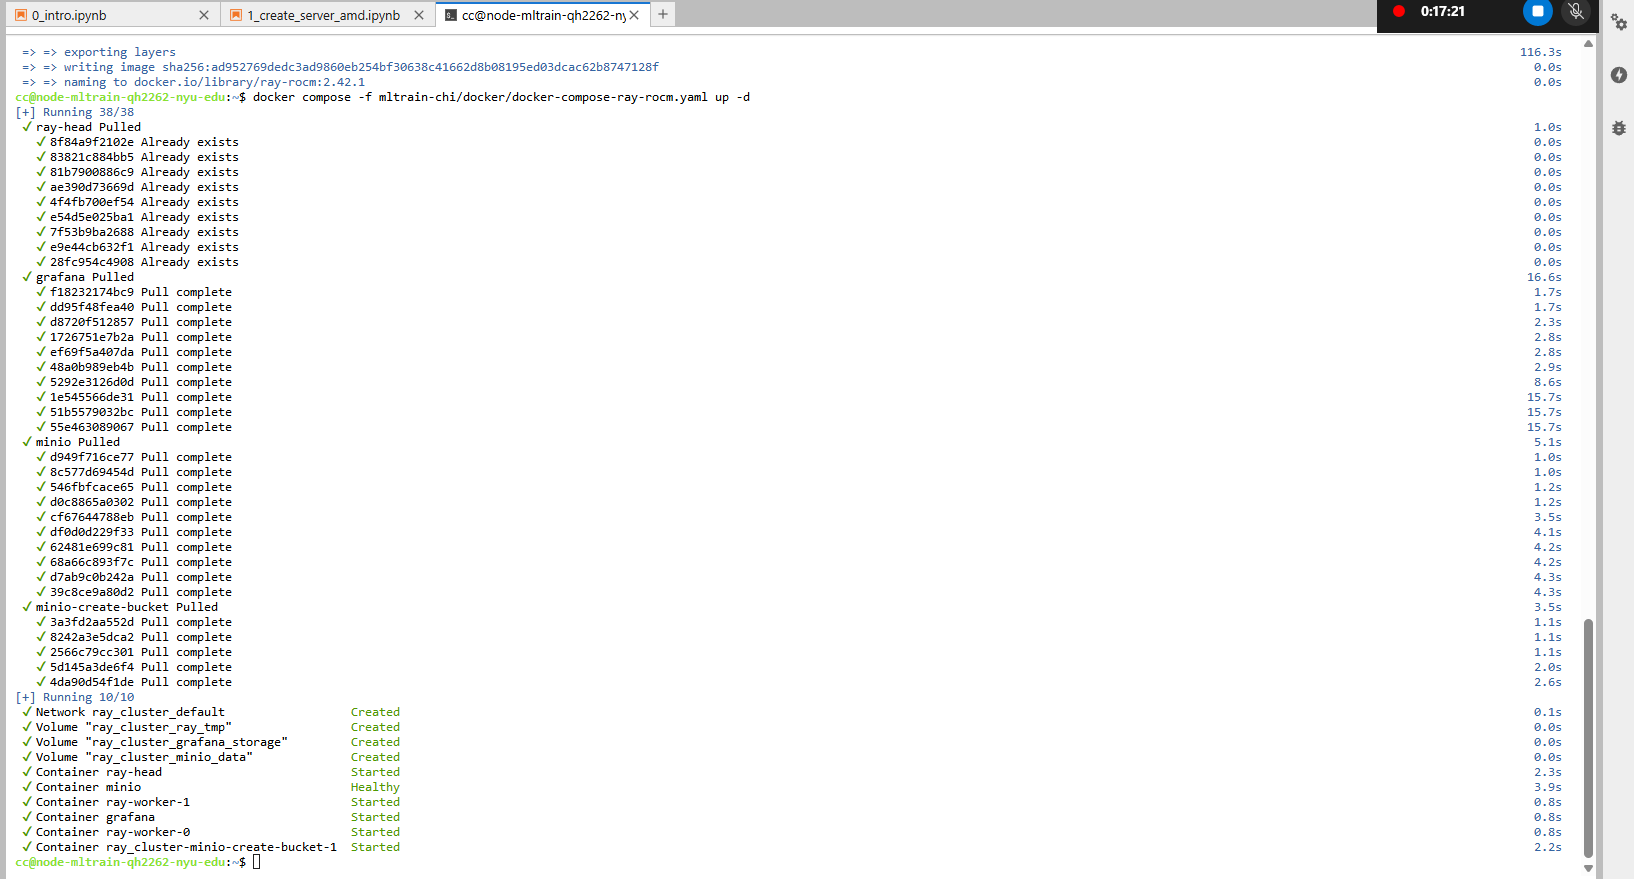 0_intro.ipynb
1_create_server_amd.ipynb
cc@node-mltrain-qh2262-ny
0:17:21
=> => exporting layers 116.3s
=> => writing image sha256:ad952769dedc3ad9860eb254bf30638c41662d8b08195ed03dcac62b8747128f 0.0s
=> => naming to docker.io/library/ray-rocm:2.42.1 0.0s
cc@node-mltrain-qh2262-nyu-edu:~$ docker compose -f mltrain-chi/docker/docker-compose-ray-rocm.yaml up -d
[+] Running 38/38
✓ ray-head Pulled 1.0s
✓ 8f84a9f2102e Already exists 0.0s
✓ 83821c884bb5 Already exists 0.0s
✓ 81b7900886c9 Already exists 0.0s
✓ ae390d73669d Already exists 0.0s
✓ 4f4fb700ef54 Already exists 0.0s
✓ e54d5e025ba1 Already exists 0.0s
✓ 7f53b9ba2688 Already exists 0.0s
✓ e9e44cb632f1 Already exists 0.0s
✓ 28fc954c4908 Already exists 0.0s
✓ grafana Pulled 16.6s
✓ f18232174bc9 Pull complete 1.7s
✓ dd95f48fea40 Pull complete 1.7s
✓ d8720f512857 Pull complete 2.3s
✓ 1726751e7b2a Pull complete 2.8s
✓ ef69f5a407da Pull complete 2.8s
✓ 48a0b989eb4b Pull complete 2.9s
✓ 5292e3126d0d Pull complete 8.6s
✓ 1e545566de31 Pull complete 15.7s
✓ 51b5579032bc Pull complete 15.7s
✓ 55e463089067 Pull complete 15.7s
✓ minio Pulled 5.1s
✓ d949f716ce77 Pull complete 1.0s
✓ 8c577d69454d Pull complete 1.0s
✓ 546fbfcace65 Pull complete 1.2s
✓ d0c8865a0302 Pull complete 1.2s
✓ cf67644788eb Pull complete 3.5s
✓ df0d0d229f33 Pull complete 4.1s
✓ 62481e699c81 Pull complete 4.2s
✓ 68a66c893f7c Pull complete 4.2s
✓ d7ab9c0b242a Pull complete 4.3s
✓ 39c8ce9a80d2 Pull complete 4.3s
✓ minio-create-bucket Pulled 3.5s
✓ 3a3fd2aa552d Pull complete 1.1s
✓ 8242a3e5dca2 Pull complete 1.1s
✓ 2566c79cc301 Pull complete 1.1s
✓ 5d145a3de6f4 Pull complete 2.0s
✓ 4da90d54f1de Pull complete 2.6s
[+] Running 10/10
✓ Network ray_cluster_default Created 0.1s
✓ Volume "ray_cluster_ray_tmp" Created 0.0s
✓ Volume "ray_cluster_grafana_storage" Created 0.0s
✓ Volume "ray_cluster_minio_data" Created 0.0s
✓ Container ray-head Started 2.3s
✓ Container minio Healthy 3.9s
✓ Container ray-worker-1 Started 0.8s
✓ Container grafana Started 0.8s
✓ Container ray-worker-0 Started 0.8s
✓ Container ray_cluster-minio-create-bucket-1 Started 2.2s
cc@node-mltrain-qh2262-nyu-edu:~$